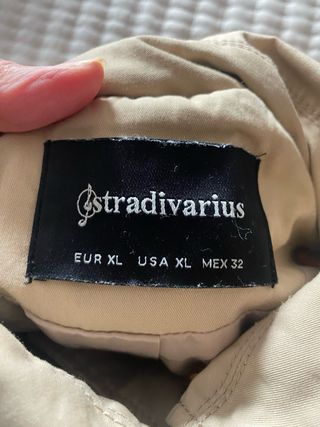 stradivarius
EUR XL USA XL MEX 32